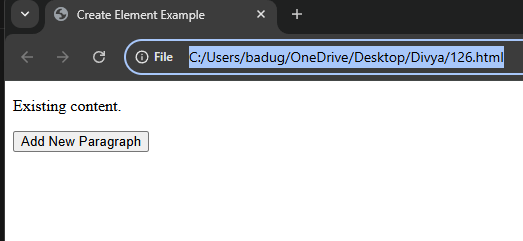 Create Element Example
File C:/Users/badug/OneDrive/Desktop/Divya/126.html
Existing content.
Add New Paragraph